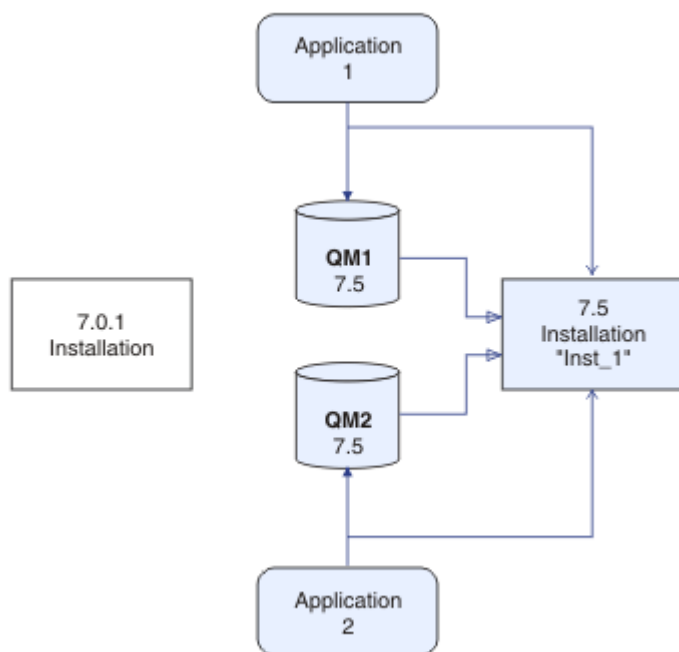 Application
1
QM1
7.5
7.0.1
Installation
7.5
Installation
"Inst_1"
QM2
7.5
Application
2